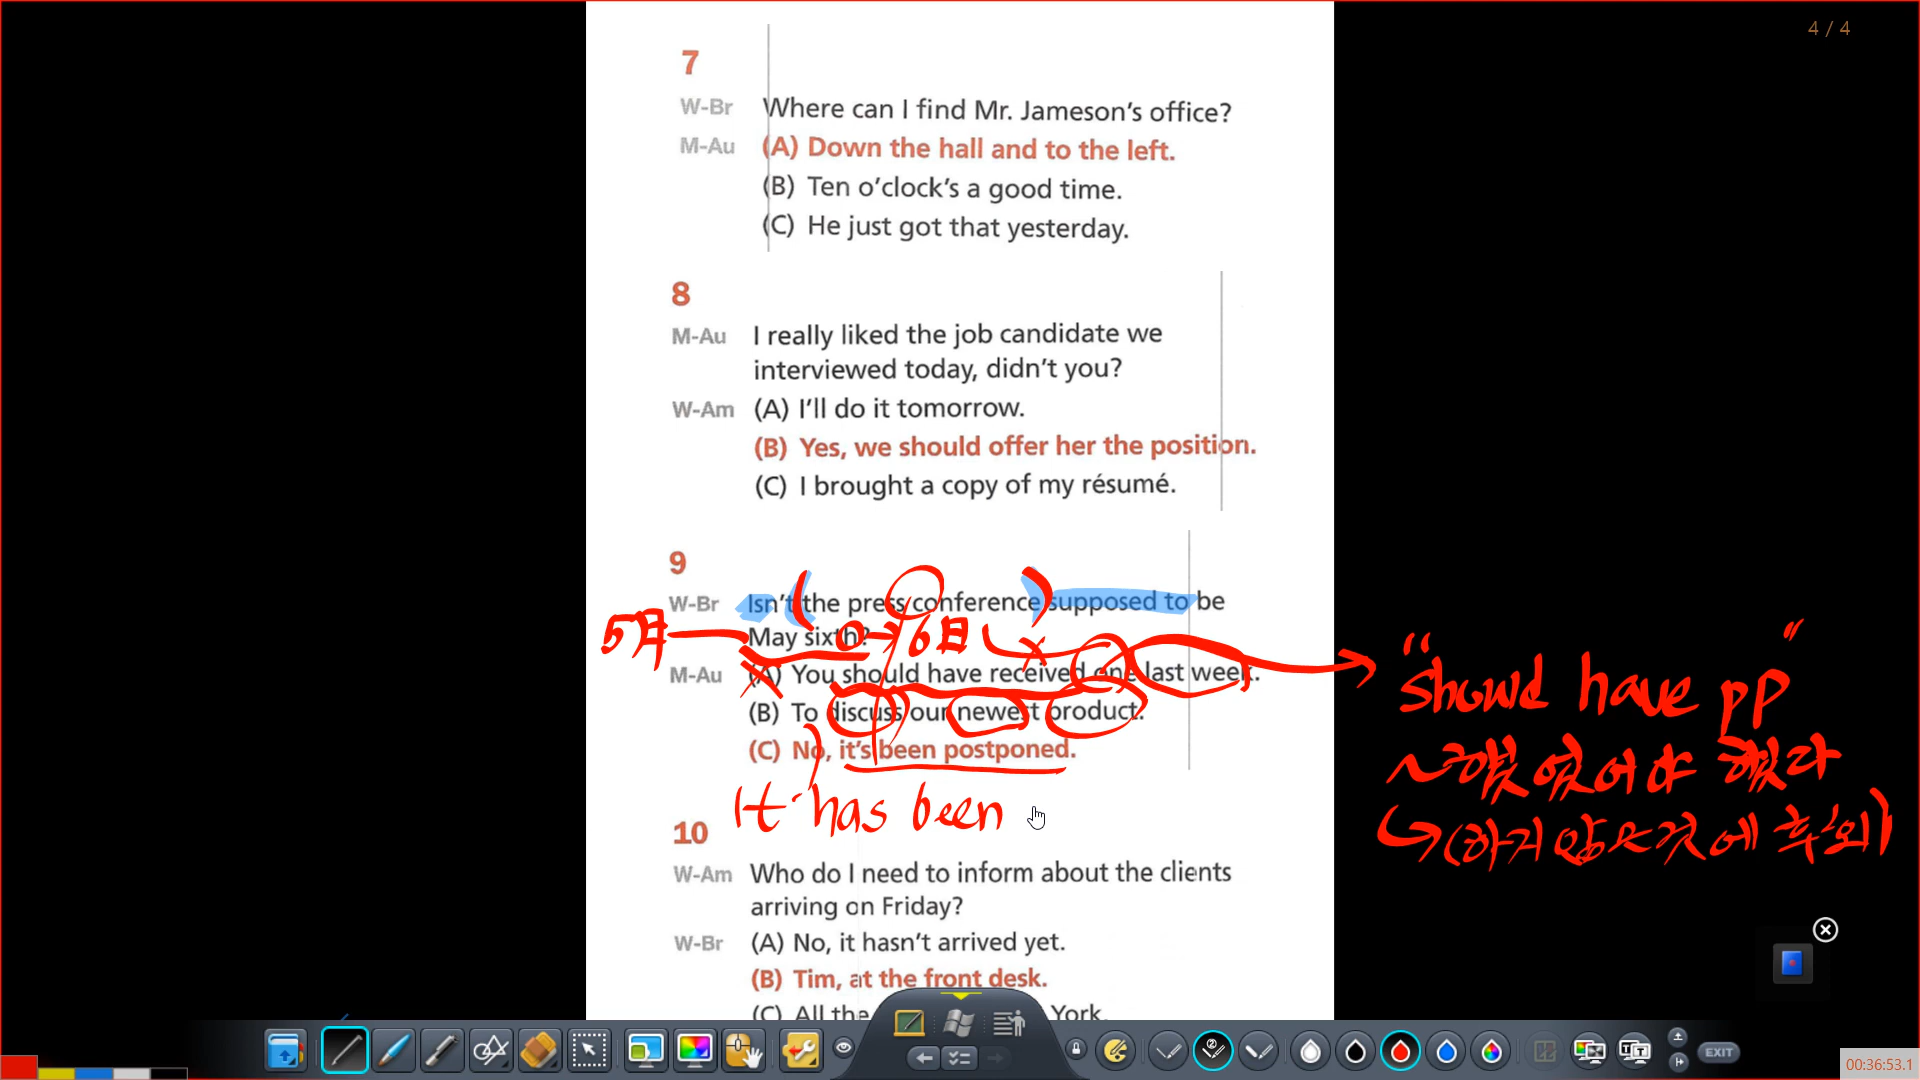 4 / 4
7
W-Br Where can I find Mr. Jameson's office?
M-Au (A) Down the hall and to the left.
(B) Ten o'clock's a good time.
(C) He just got that yesterday.
8
M-Au I really liked the job candidate we
interviewed today, didn't you?
W-Am (A) I'll do it tomorrow.
(B) Yes, we should offer her the position.
(C) I brought a copy of my résumé.
9
W-Br Isn't the press conference supposed to be
5月 May sixth? 6日
M-Au (A) You should have received one last week.
(B) To discuss our newest product.
(C) No, it's been postponed.
It has been
"should have pp"
~했었어야 했다
(하지 않은 것에 후회)
10
W-Am Who do I need to inform about the clients
arriving on Friday?
W-Br (A) No, it hasn't arrived yet.
(B) Tim, at the front desk.
(C) All the York.
EXIT
00:36:53.1